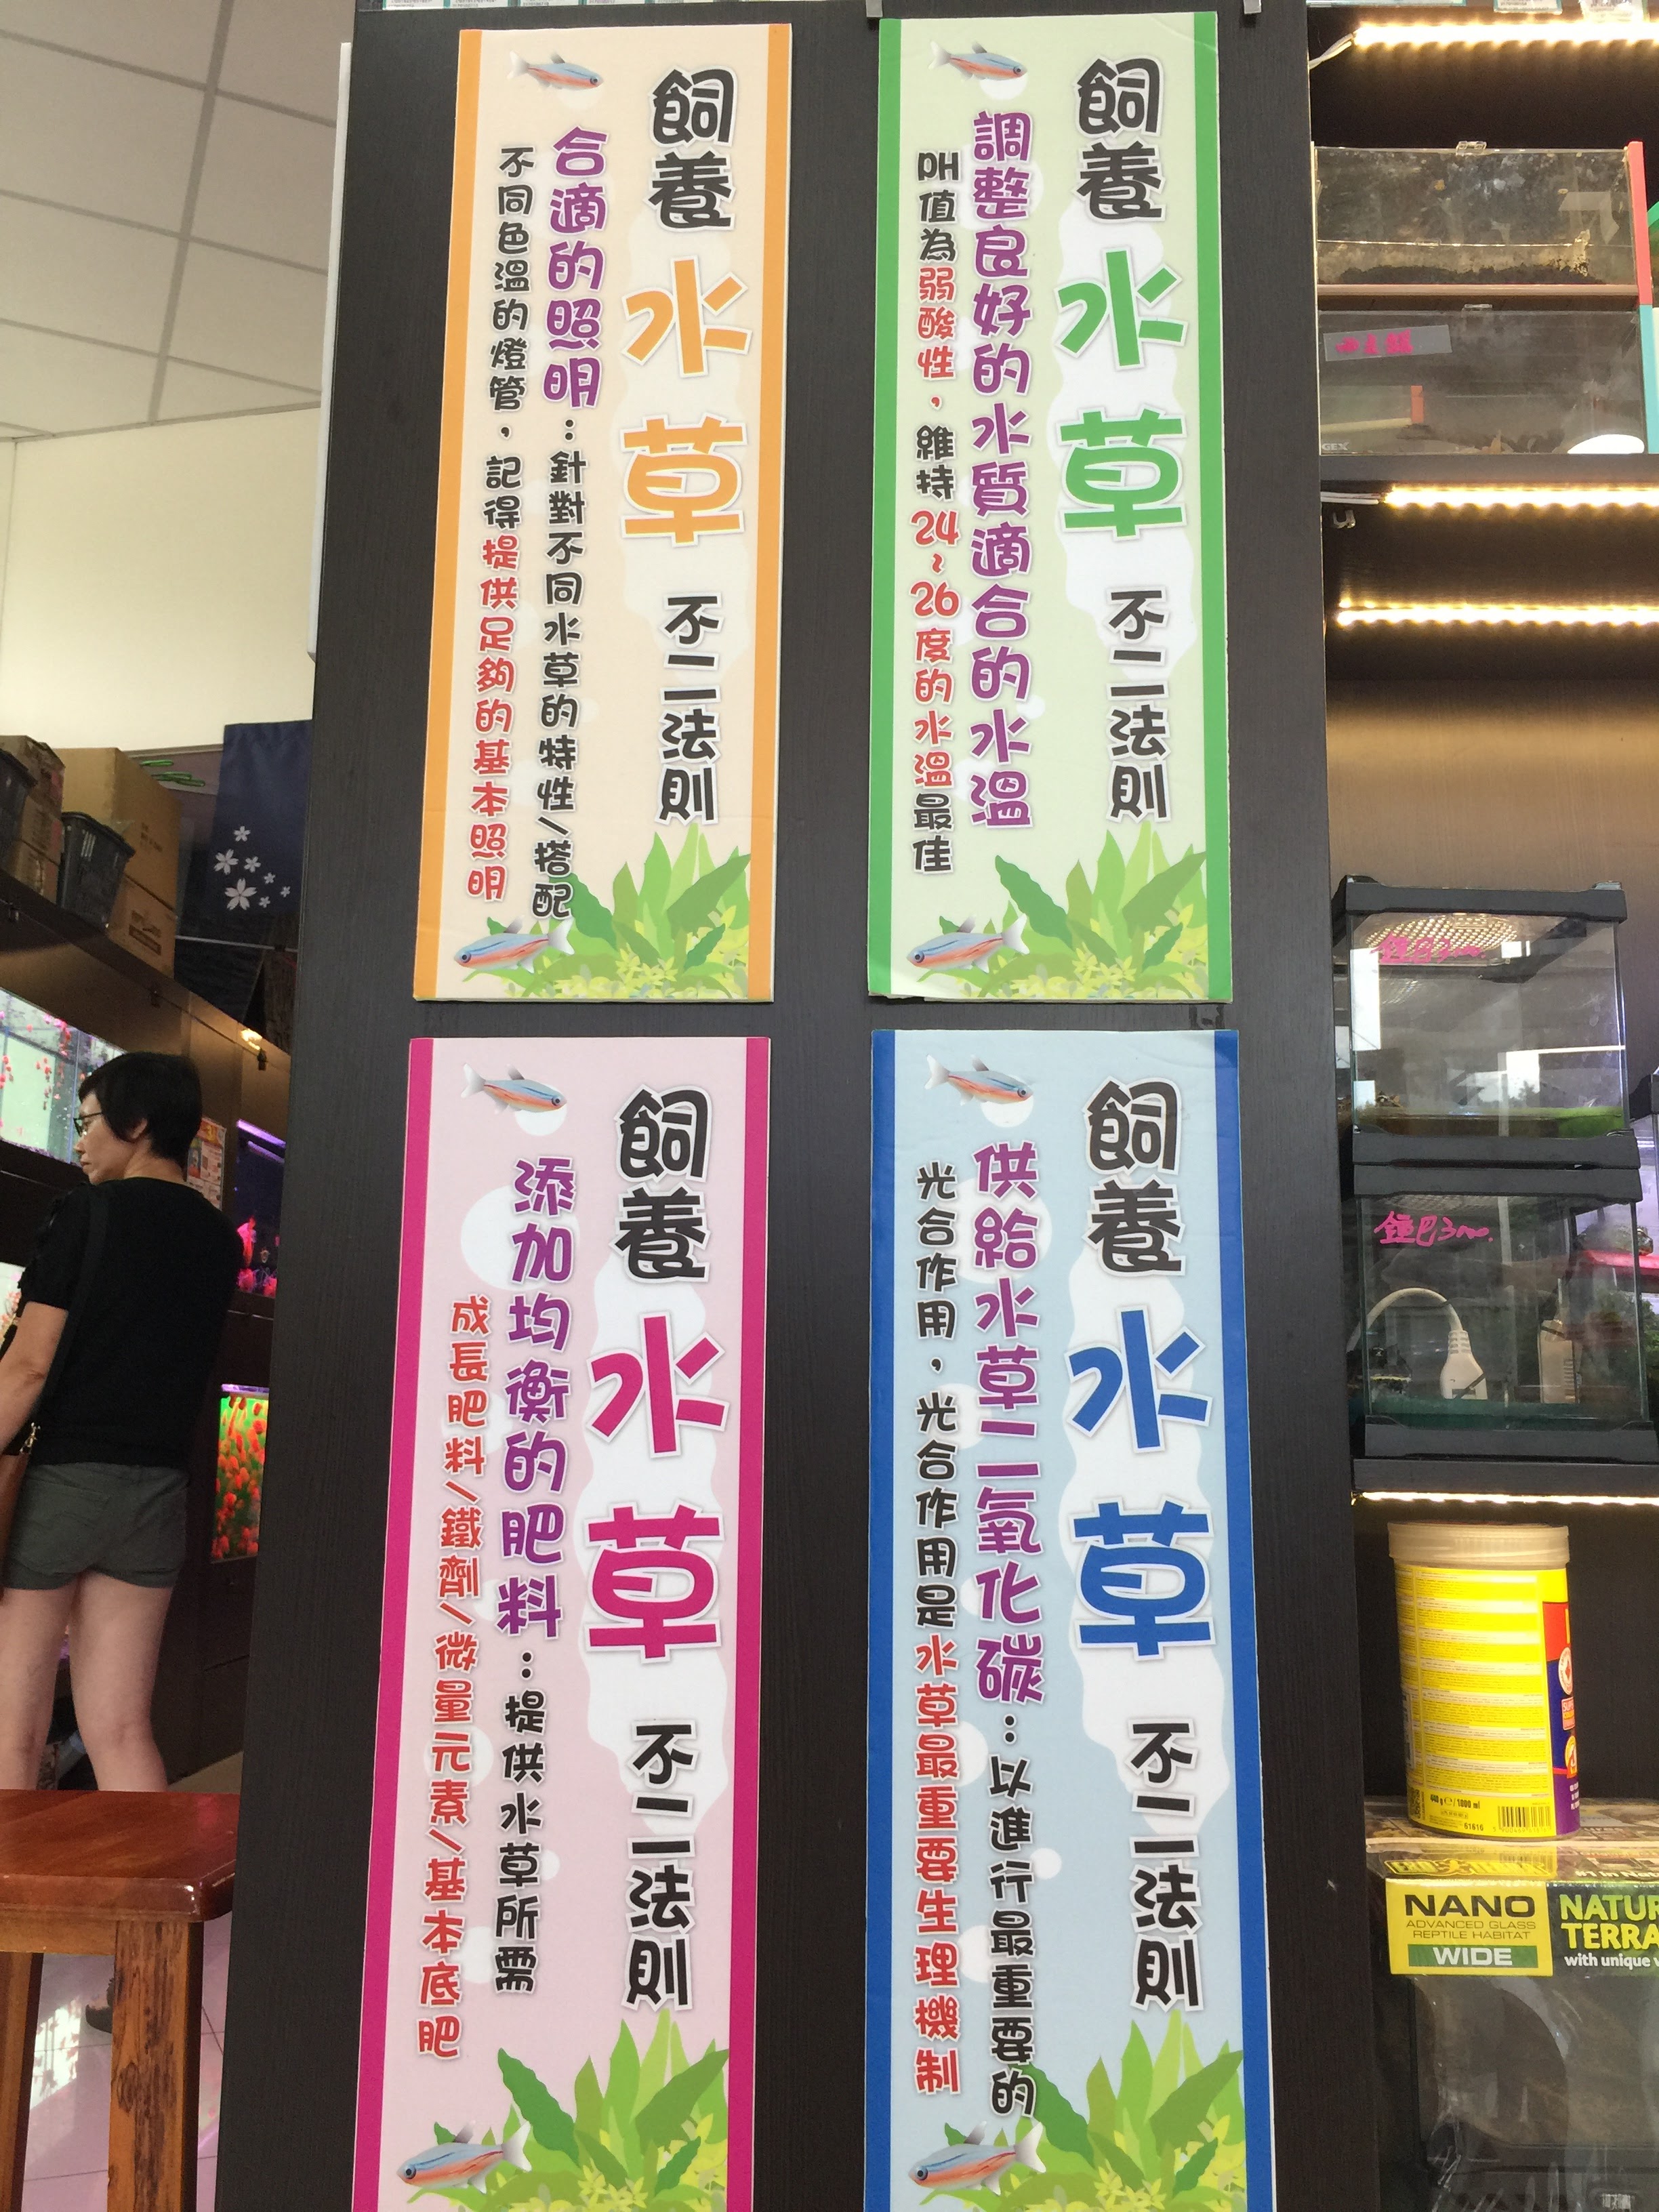 飼養水草不二法則
合適的照明：針對不同水草的特性/搭配
不同色溫的燈管，記得提供足夠的基本照明
飼養水草不二法則
調整良好的水質適合的水溫
PH值為弱酸性，維持24~26度的水溫最佳
飼養水草不二法則
添加均衡的肥料：提供水草所需
成長肥料/鐵劑/微量元素/基本底肥
飼養水草不二法則
供給水草二氧化碳：以進行最重要的
光合作用，光合作用是水草最重要生理機制
GEX
440 g e / 1000 ml
61616
NANO
ADVANCED GLASS
REPTILE HABITAT
WIDE
NATUR
TERRA
with unique